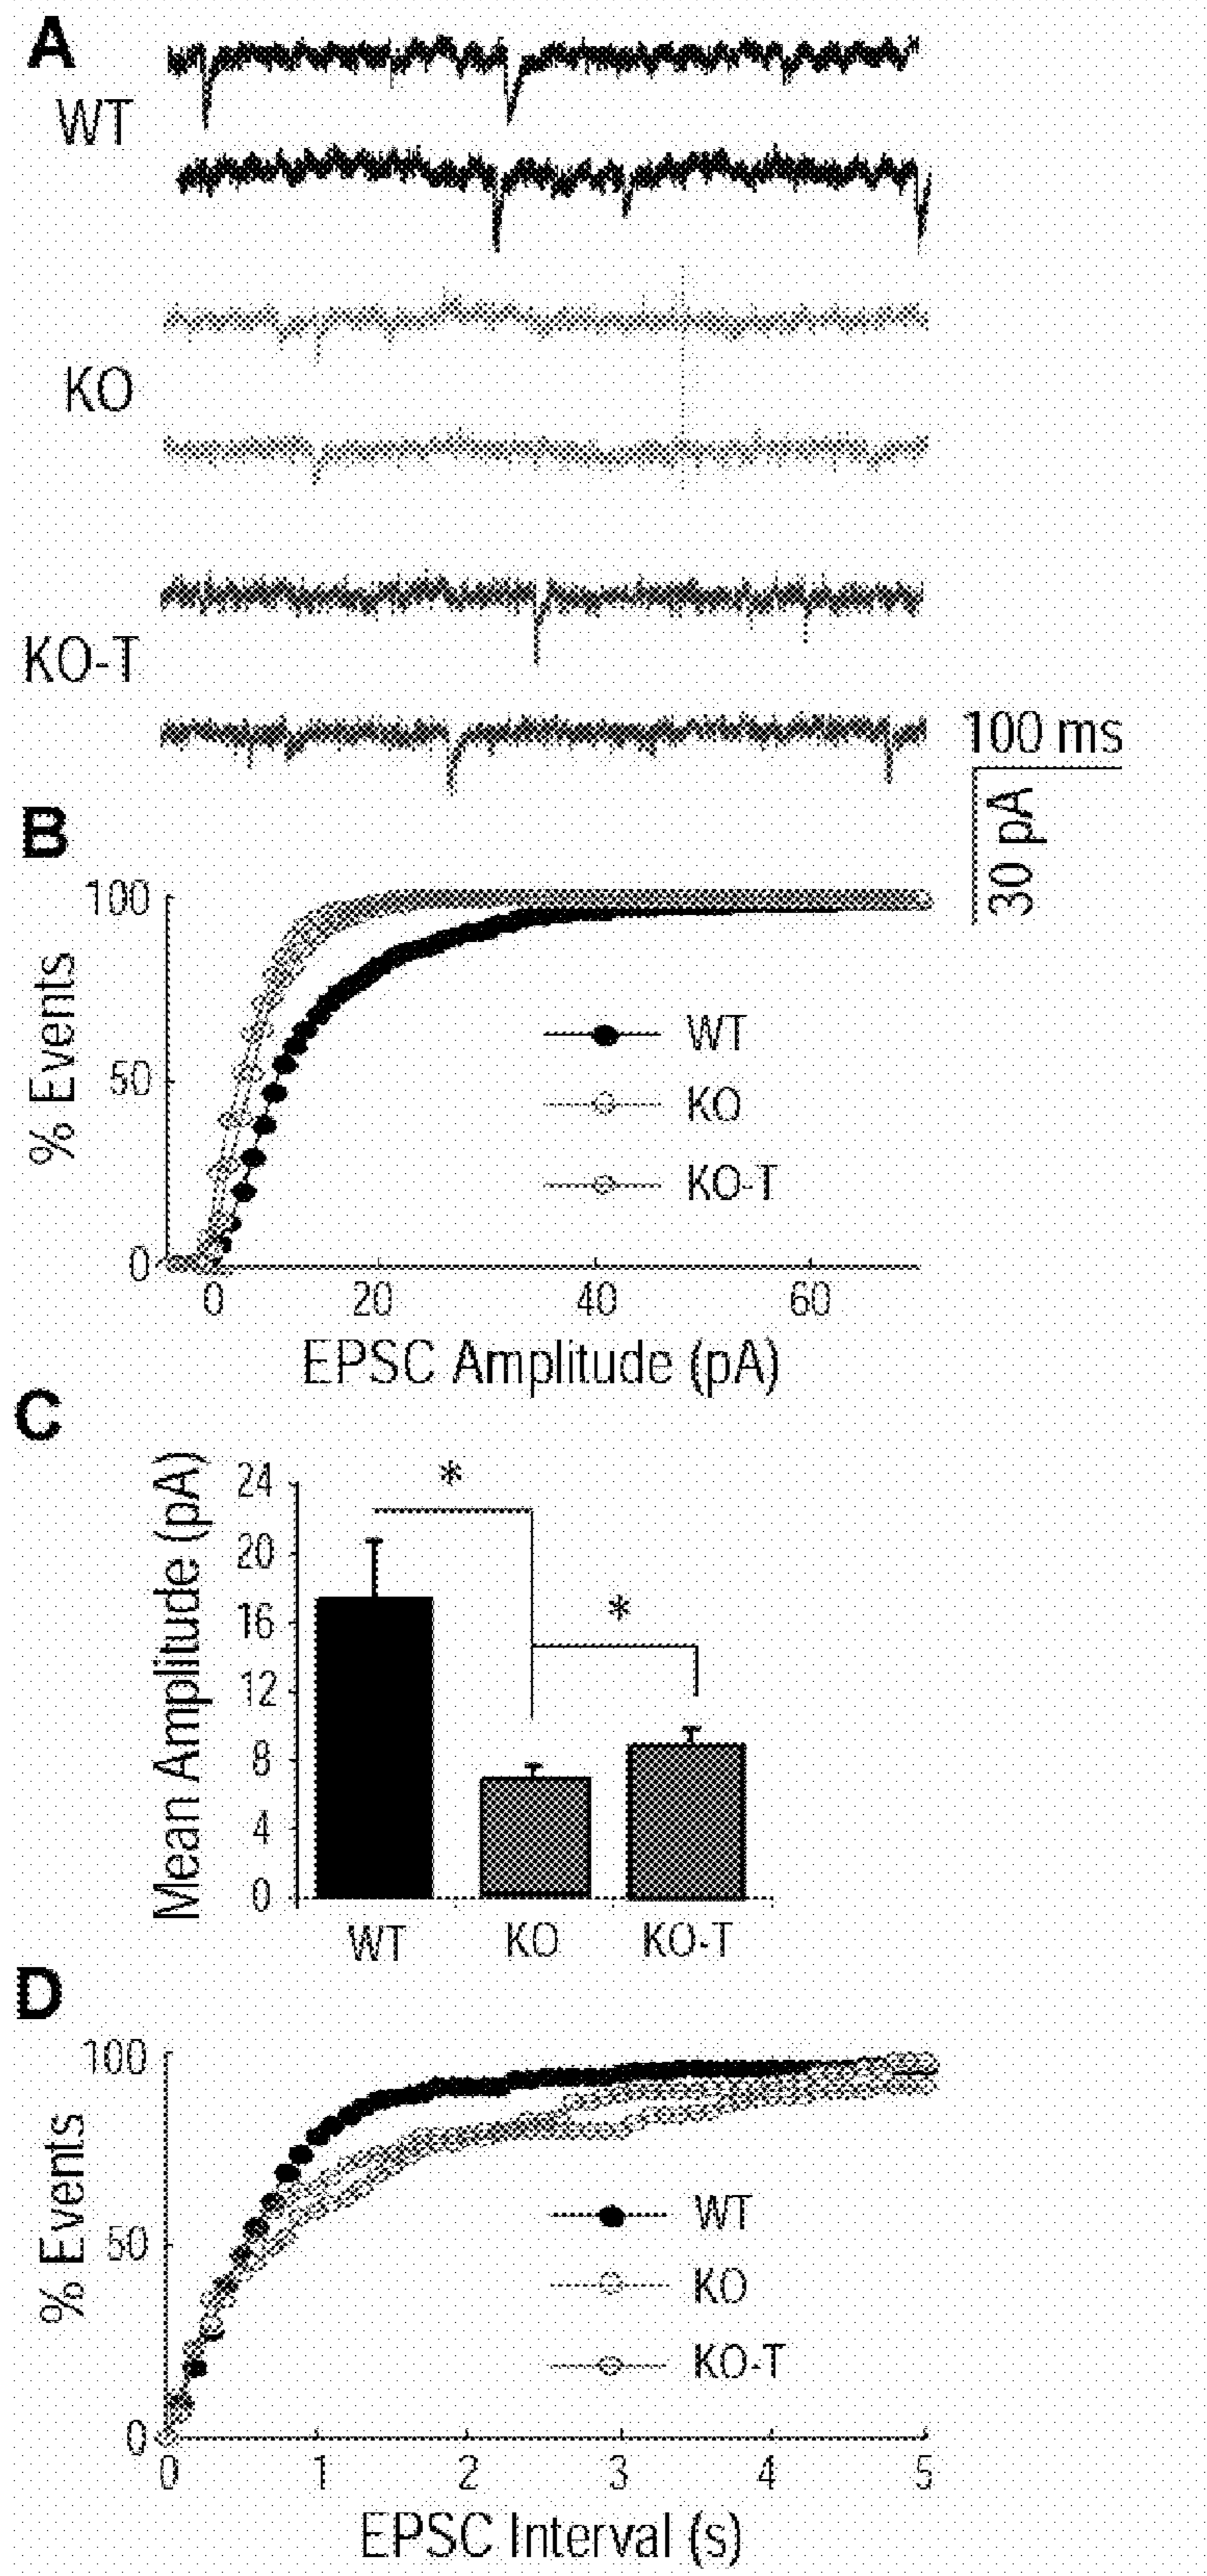 A
WT
KO
KO-T
100 ms
30 pA
B
100
50
0
% Events
WT
KO
KO-T
0 20 40 60
EPSC Amplitude (pA)
C
Mean Amplitude (pA)
24
20
16
12
8
4
0
*
*
WT KO KO-T
D
100
50
0
% Events
WT
KO
KO-T
0 1 2 3 4 5
EPSC Interval (s)